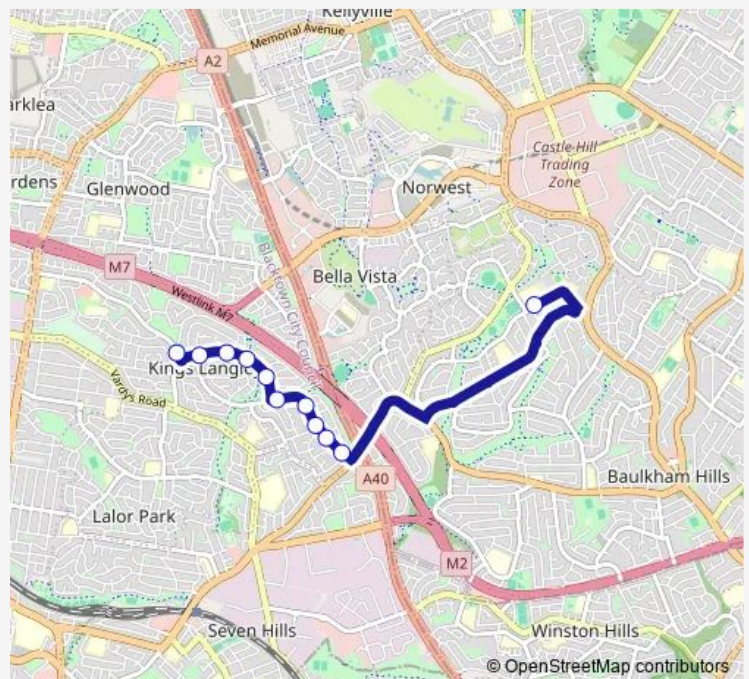 Kellyville
Memorial Avenue
A2
arklea
Castle Hill
Trading
Zone
rdens
Glenwood
Norwest
M7
Westlink M7
Blacktown City Council
Bella Vista
Kings Langle
Vardys Road
A40
Baulkham Hills
Lalor Park
M2
Seven Hills
Winston Hills
© OpenStreetMap contributors